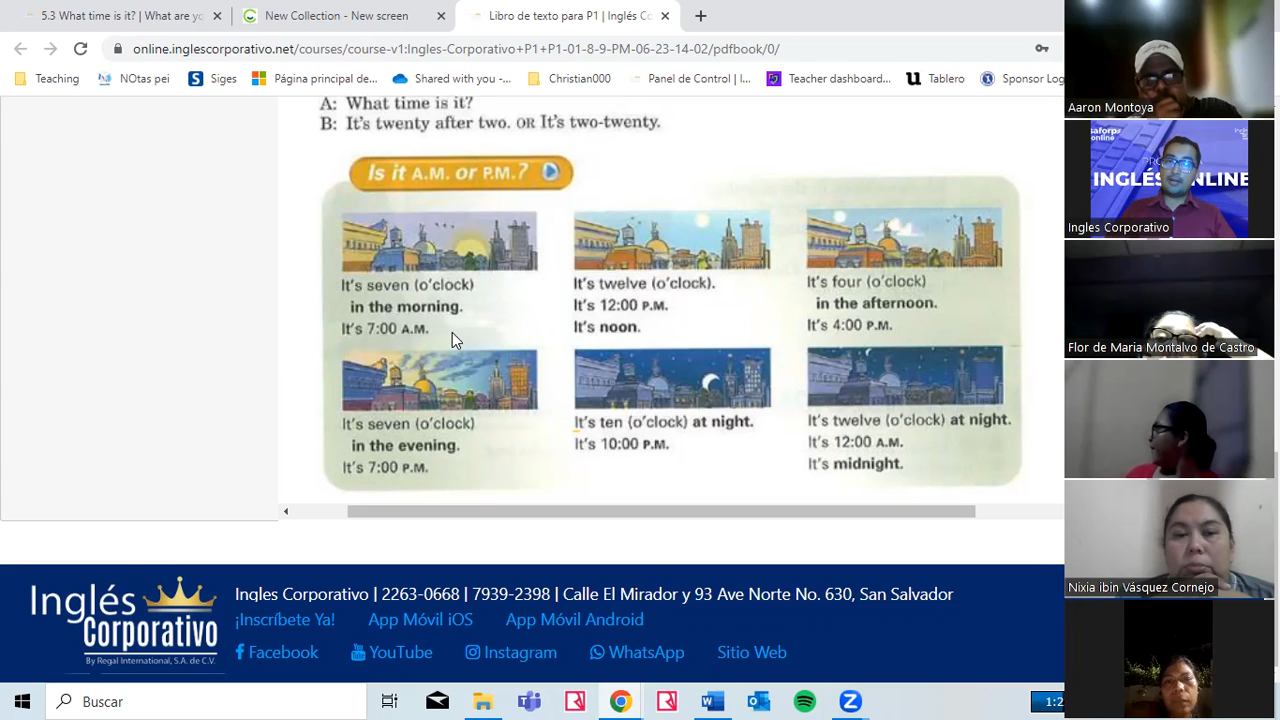 5.3 What time is it? | What are yo
New Collection - New screen
Libro de texto para P1 | Inglés Co
online.inglescorporativo.net/courses/course-v1:Ingles-Corporativo+P1+P1-01-8-9-PM-06-23-14-02/pdfbook/0/
Teaching
NOtas pei
Siges
Página principal de...
Shared with you -...
Christian000
Panel de Control | I...
Teacher dashboard...
Tablero
Sponsor Log
A: What time is it?
B: It's twenty after two. OR It's two-twenty.
Is it A.M. or P.M.?
It's seven (o'clock)
in the morning.
It's 7:00 A.M.
It's twelve (o'clock).
It's 12:00 P.M.
It's noon.
It's four (o'clock)
in the afternoon.
It's 4:00 P.M.
It's seven (o'clock)
in the evening.
It's 7:00 P.M.
It's ten (o'clock) at night.
It's 10:00 P.M.
It's twelve (o'clock) at night.
It's 12:00 A.M.
It's midnight.
Inglés
Corporativo
By Regal International, S.A. de C.V.
Ingles Corporativo | 2263-0668 | 7939-2398 | Calle El Mirador y 93 Ave Norte No. 630, San Salvador
¡Inscríbete Ya!
App Móvil iOS
App Móvil Android
Facebook
YouTube
Instagram
WhatsApp
Sitio Web
Buscar
1:2
Aaron Montoya
saforp
online
PRO
INGLÉS ONLINE
Ingles Corporativo
Flor de Maria Montalvo de Castro
Nixia ibin Vásquez Cornejo